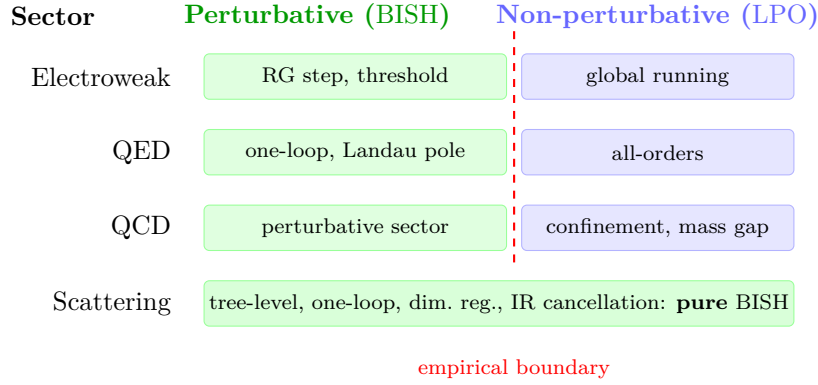 Sector Perturbative (BISH) Non-perturbative (LPO)
Electroweak RG step, threshold global running
QED one-loop, Landau pole all-orders
QCD perturbative sector confinement, mass gap
Scattering tree-level, one-loop, dim. reg., IR cancellation: pure BISH
empirical boundary